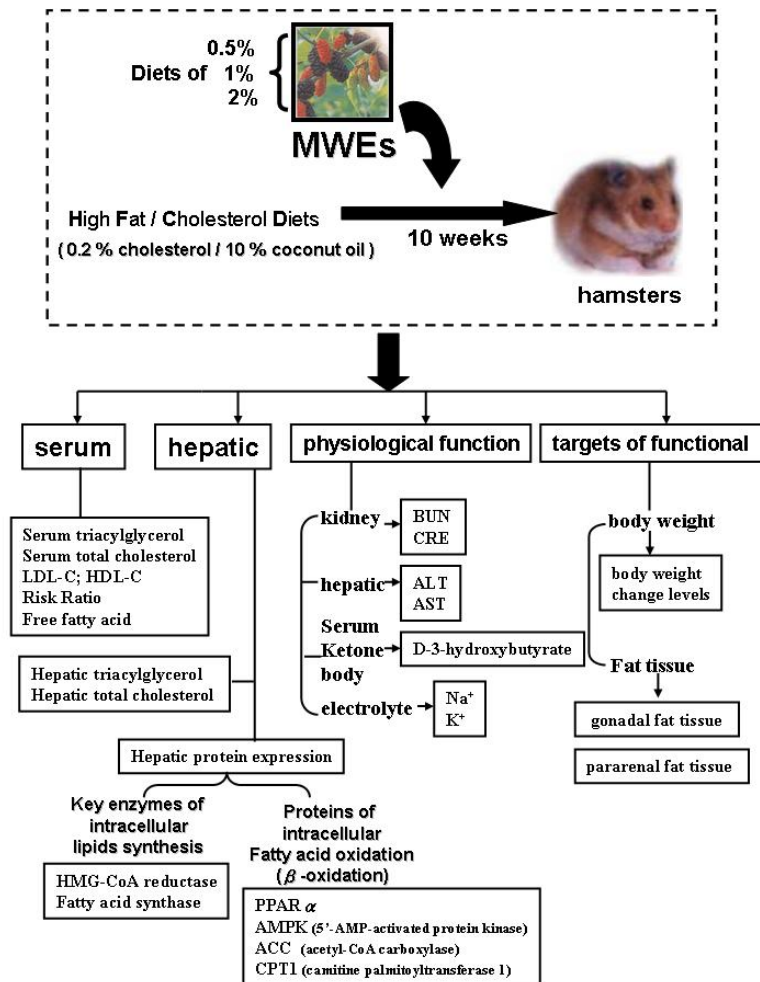 0.5%
Diets of 1%
2%
MWEs
High Fat / Cholesterol Diets
( 0.2 % cholesterol / 10 % coconut oil )
10 weeks
hamsters
serum
hepatic
physiological function
targets of functional
Serum triacylglycerol
Serum total cholesterol
LDL-C; HDL-C
Risk Ratio
Free fatty acid
Hepatic triacylglycerol
Hepatic total cholesterol
Hepatic protein expression
Key enzymes of
intracellular
lipids synthesis
HMG-CoA reductase
Fatty acid synthase
Proteins of
intracellular
Fatty acid oxidation
(β-oxidation)
PPAR α
AMPK (5'-AMP-activated protein kinase)
ACC (acetyl-CoA carboxylase)
CPT1 (carnitine palmitoyltransferase 1)
kidney
BUN
CRE
hepatic
ALT
AST
Serum
Ketone
body
D-3-hydroxybutyrate
electrolyte
Na⁺
K⁺
body weight
body weight
change levels
Fat tissue
gonadal fat tissue
pararenal fat tissue